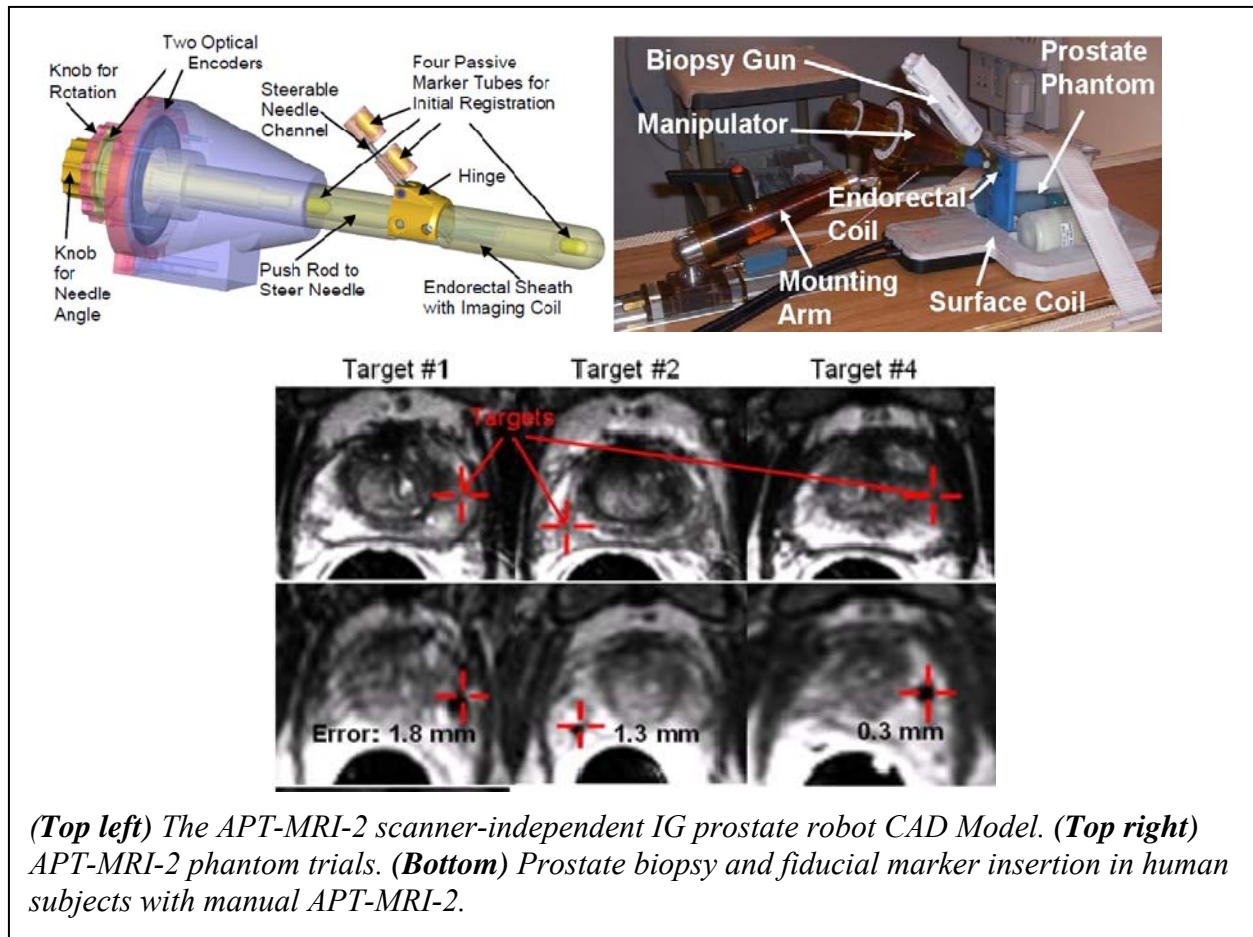 Two Optical
Encoders
Knob for
Rotation
Steerable
Needle
Channel
Four Passive
Marker Tubes for
Initial Registration
Hinge
Knob
for
Needle
Angle
Push Rod to
Steer Needle
Endorectal Sheath
with Imaging Coil
Biopsy Gun
Prostate
Phantom
Manipulator
Endorectal
Coil
Mounting
Arm
Surface Coil
Target #1
Target #2
Target #4
Targets
Error: 1.8 mm
1.3 mm
0.3 mm
(Top left) The APT-MRI-2 scanner-independent IG prostate robot CAD Model. (Top right)
APT-MRI-2 phantom trials. (Bottom) Prostate biopsy and fiducial marker insertion in human
subjects with manual APT-MRI-2.